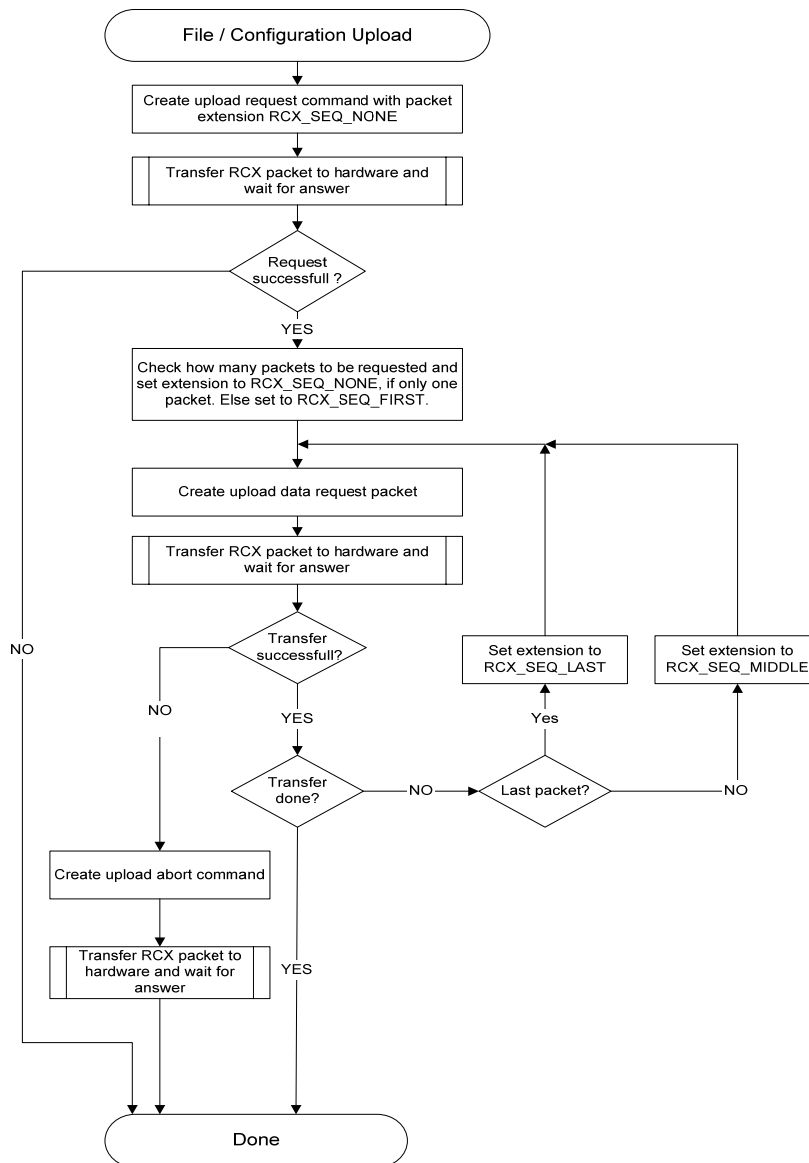 File / Configuration Upload
Create upload request command with packet
extension RCX_SEQ_NONE
Transfer RCX packet to hardware and
wait for answer
Request
successfull ?
YES
Check how many packets to be requested and
set extension to RCX_SEQ_NONE, if only one
packet. Else set to RCX_SEQ_FIRST.
Create upload data request packet
Transfer RCX packet to hardware and
wait for answer
NO
Transfer
successfull?
Set extension to
RCX_SEQ_LAST
Set extension to
RCX_SEQ_MIDDLE
NO
YES
Yes
Transfer
done?
NO
Last packet?
NO
Create upload abort command
Transfer RCX packet to
hardware and wait for
answer
YES
Done